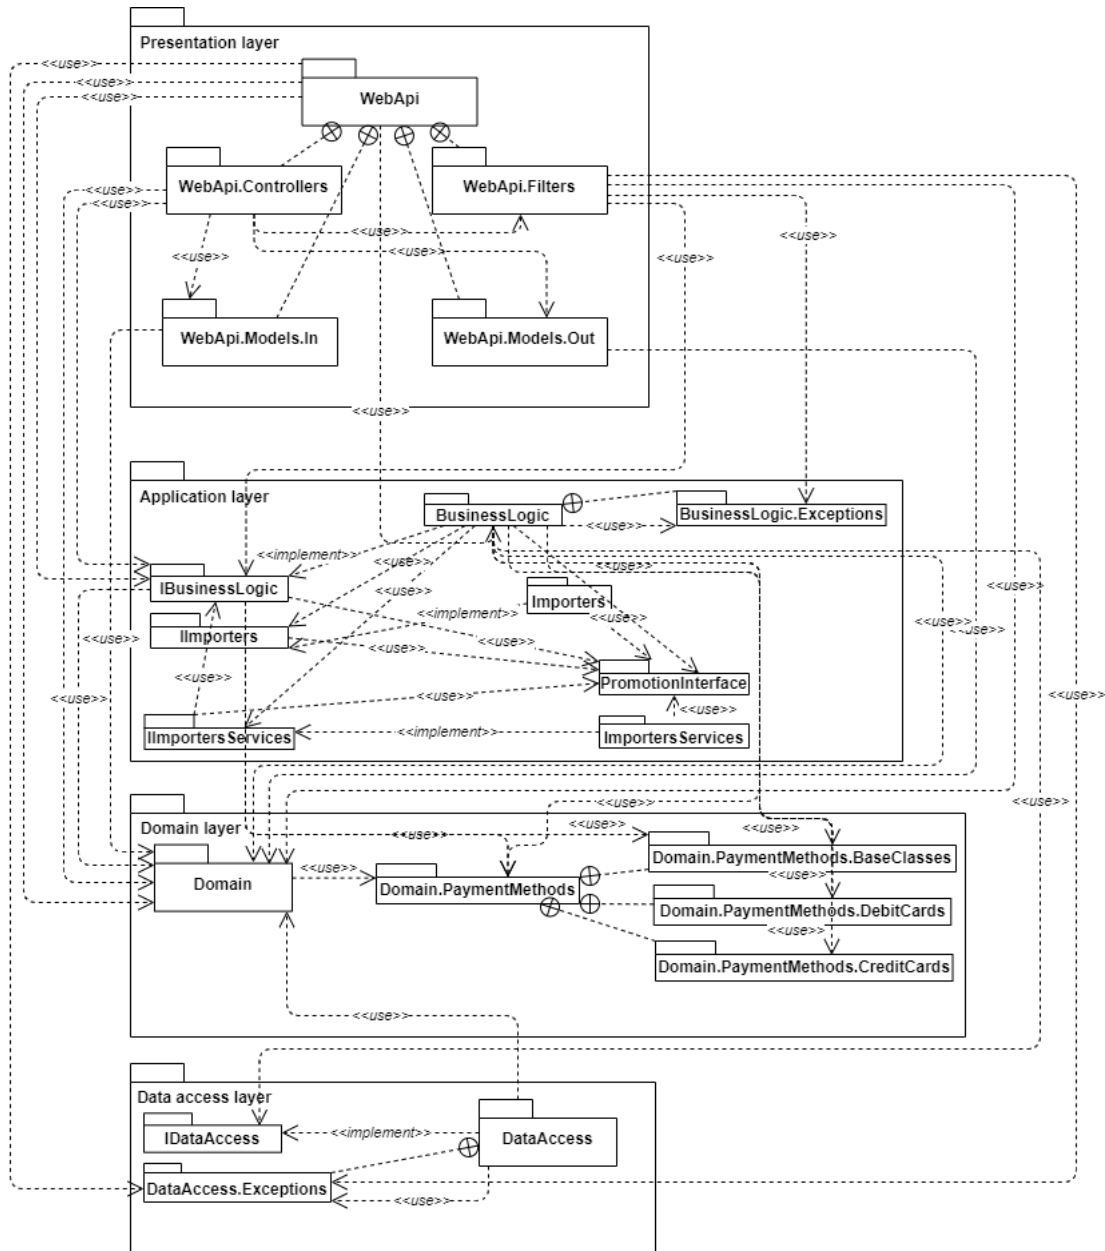 Presentation layer
<<use>>
<<use>>
<<use>>
WebApi
WebApi.Controllers
WebApi.Filters
<<use>>
<<use>>
<<use>>
<<use>>
<<use>>
<<use>>
<<use>>
WebApi.Models.In
WebApi.Models.Out
<<use>>
Application layer
BusinessLogic
BusinessLogic.Exceptions
<<use>>
<<implement>>
<<use>>
<<use>>
<<use>>
IBusinessLogic
Importers
<<implement>>
<<use>>
IImporters
<<use>>
<<use>>
<<use>>
<<use>>
<<use>>
<<use>>
PromotionInterface
<<use>>
<<use>>
<<use>>
<<use>>
IImportersServices
<<implement>>
ImportersServices
<<use>>
<<use>>
Domain layer
<<use>>
<<use>>
<<use>>
Domain.PaymentMethods.BaseClasses
<<use>>
Domain
Domain.PaymentMethods
<<use>>
Domain.PaymentMethods.DebitCards
<<use>>
Domain.PaymentMethods.CreditCards
<<use>>
Data access layer
IDataAccess
<<implement>>
DataAccess
DataAccess.Exceptions
<<use>>